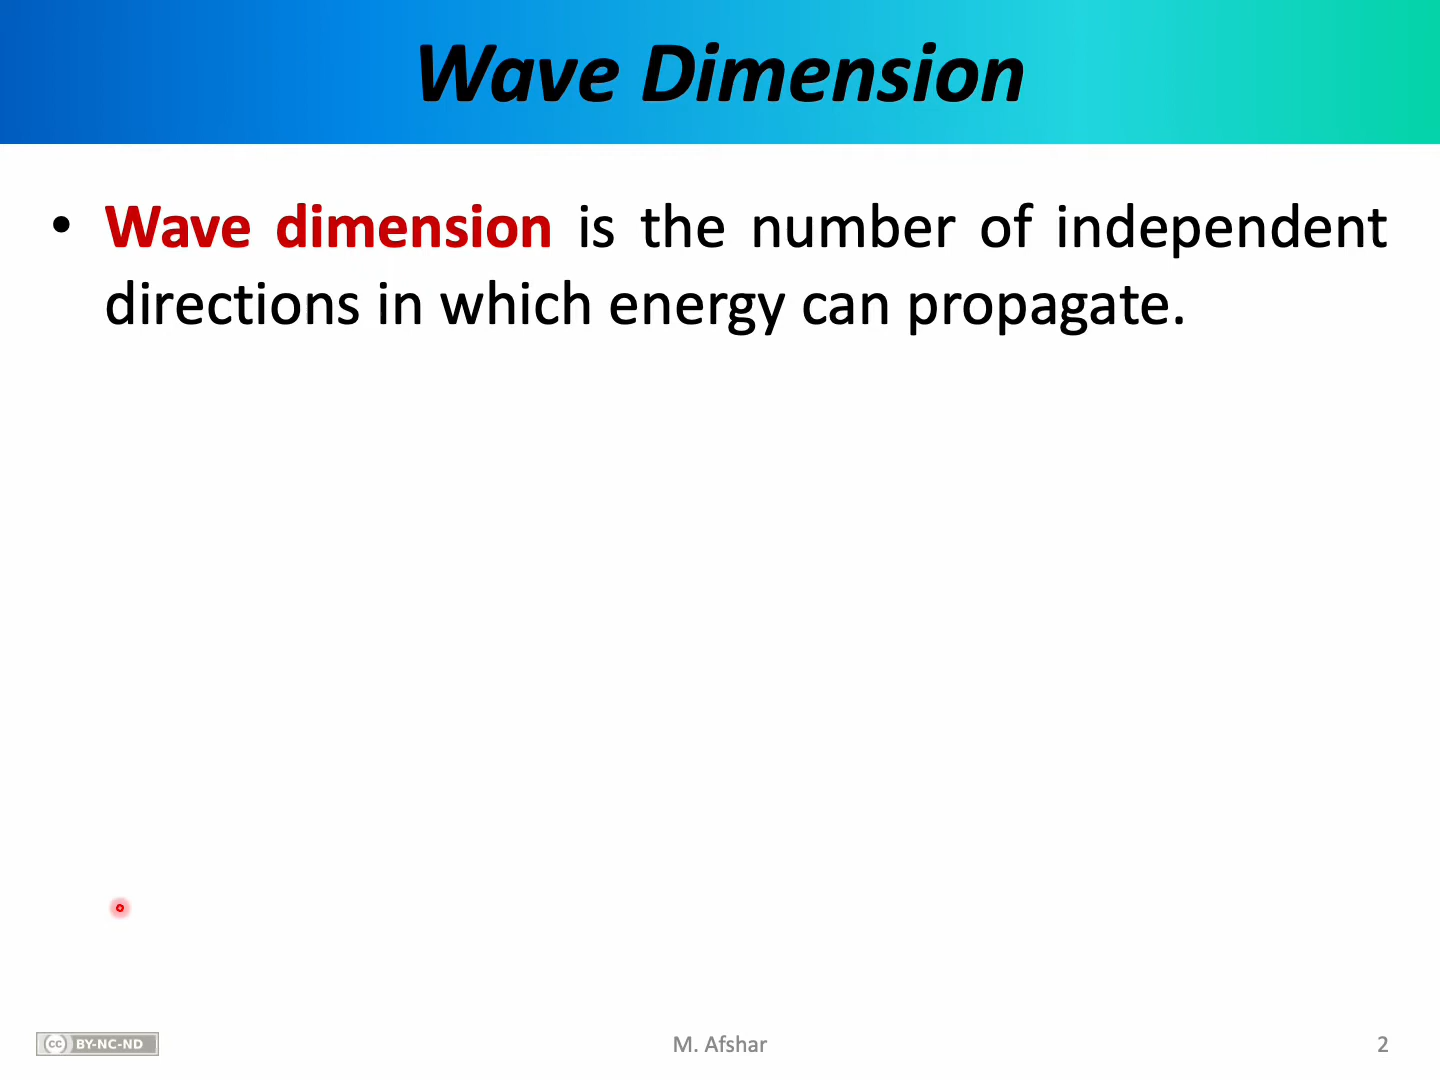 Wave Dimension
• Wave dimension is the number of independent
directions in which energy can propagate.
cc BY-NC-ND
M. Afshar
2